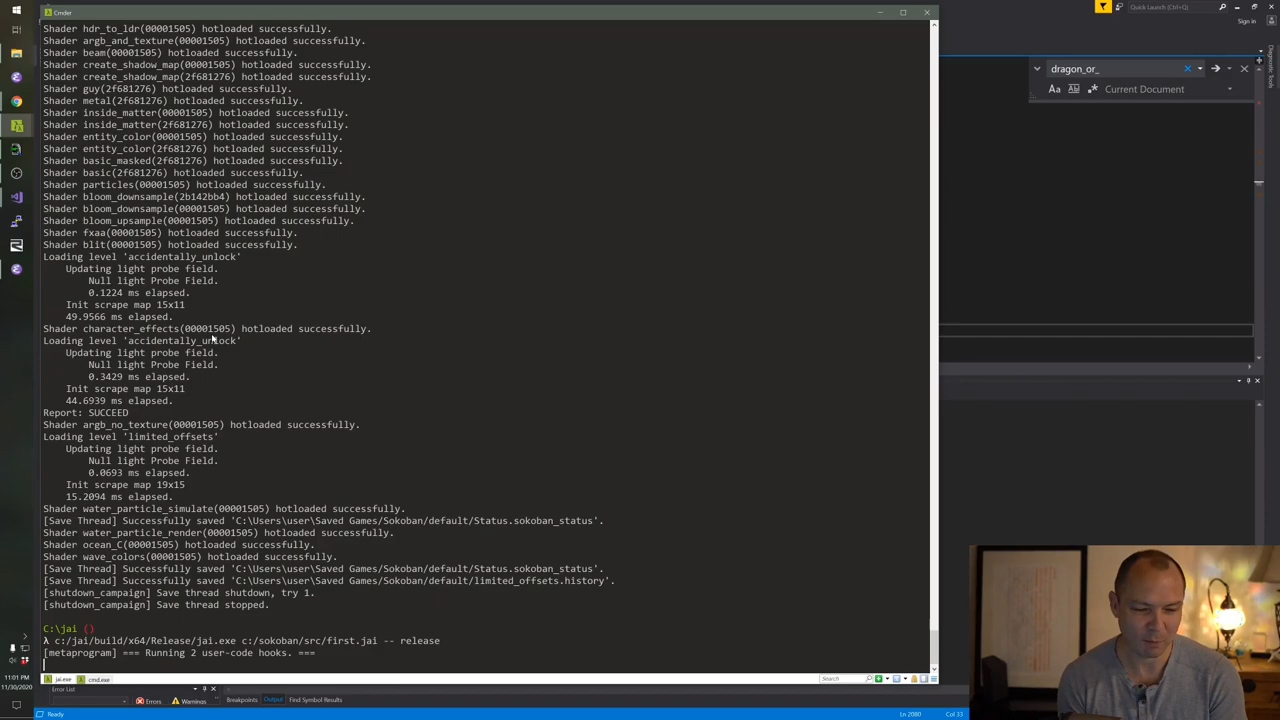 Cmder
Quick Launch (Ctrl+Q)
Sign in
Shader hdr_to_ldr(00001505) hotloaded successfully.
Shader argb_and_texture(00001505) hotloaded successfully.
Shader beam(00001505) hotloaded successfully.
Shader create_shadow_map(00001505) hotloaded successfully.
Shader create_shadow_map(2f681276) hotloaded successfully.
Shader guy(2f681276) hotloaded successfully.
Shader metal(2f681276) hotloaded successfully.
Shader inside_matter(00001505) hotloaded successfully.
Shader inside_matter(2f681276) hotloaded successfully.
Shader entity_color(00001505) hotloaded successfully.
Shader entity_color(2f681276) hotloaded successfully.
Shader basic_masked(2f681276) hotloaded successfully.
Shader basic(2f681276) hotloaded successfully.
Shader particles(00001505) hotloaded successfully.
Shader bloom_downsample(2b142bb4) hotloaded successfully.
Shader bloom_downsample(00001505) hotloaded successfully.
Shader bloom_upsample(00001505) hotloaded successfully.
Shader fxaa(00001505) hotloaded successfully.
Shader blit(00001505) hotloaded successfully.
Loading level 'accidentally_unlock'
Updating light probe field.
Null light Probe Field.
0.1224 ms elapsed.
Init scrape map 15x11
49.9566 ms elapsed.
Shader character_effects(00001505) hotloaded successfully.
Loading level 'accidentally_unlock'
Updating light probe field.
Null light Probe Field.
0.3429 ms elapsed.
Init scrape map 15x11
44.6939 ms elapsed.
Report: SUCCEED
Shader argb_no_texture(00001505) hotloaded successfully.
Loading level 'limited_offsets'
Updating light probe field.
Null light Probe Field.
0.0693 ms elapsed.
Init scrape map 19x15
15.2094 ms elapsed.
Shader water_particle_simulate(00001505) hotloaded successfully.
[Save Thread] Successfully saved 'C:\Users\user\Saved Games/Sokoban/default/Status.sokoban_status'.
Shader water_particle_render(00001505) hotloaded successfully.
Shader ocean_C(00001505) hotloaded successfully.
Shader wave_colors(00001505) hotloaded successfully.
[Save Thread] Successfully saved 'C:\Users\user\Saved Games/Sokoban/default/Status.sokoban_status'.
[Save Thread] Successfully saved 'C:\Users\user\Saved Games/Sokoban/default/limited_offsets.history'.
[shutdown_campaign] Save thread shutdown, try 1.
[shutdown_campaign] Save thread stopped.
C:\jai ()
λ c:/jai/build/x64/Release/jai.exe c:/sokoban/src/first.jai -- release
[metaprogram] === Running 2 user-code hooks. ===
dragon_or_
Aa Ab .* Current Document
Diagnostic Tools
jai.exe cmd.exe
Search
Error List
Errors Warnings
Breakpoints Output Find Symbol Results
Ready
Ln 2080 Col 33
11:01 PM
11/30/2020